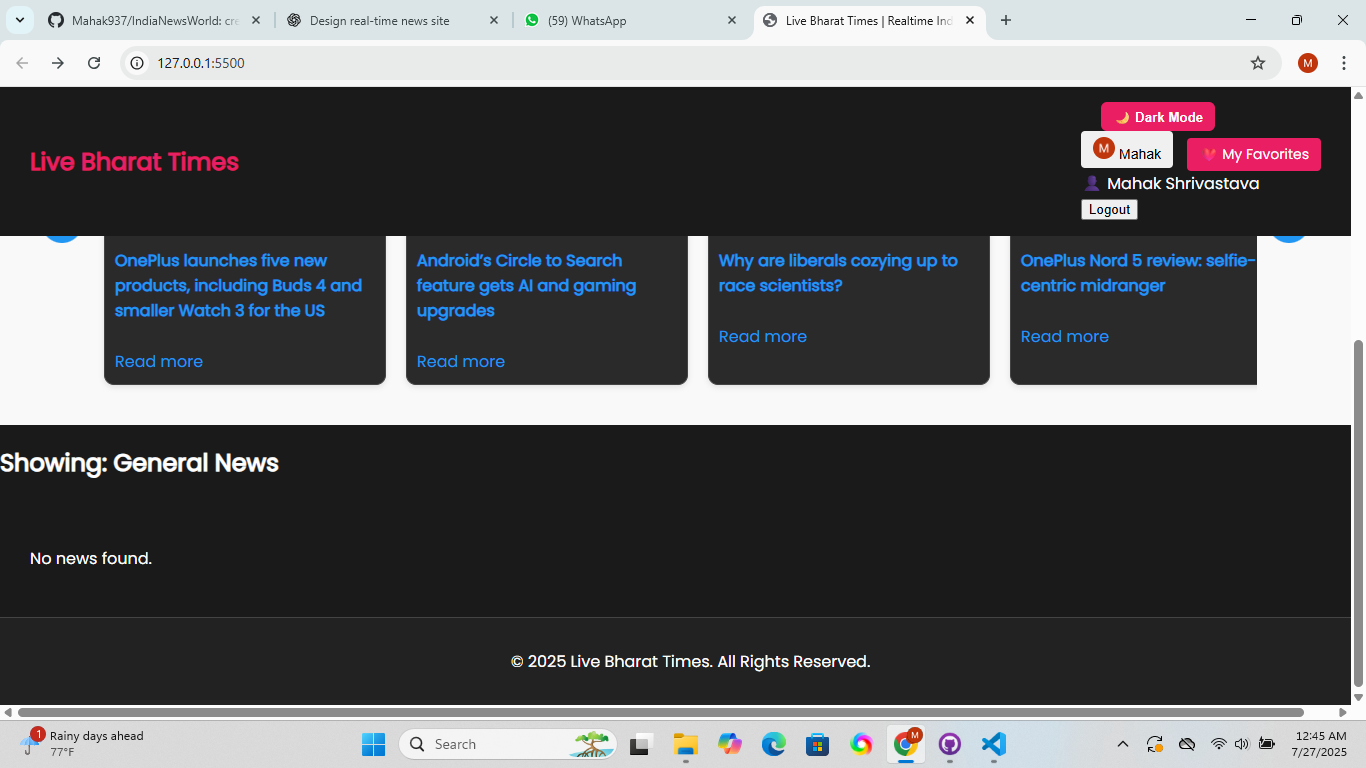 Mahak937/IndiaNewsWorld: cre
Design real-time news site
(59) WhatsApp
Live Bharat Times | Realtime Ind
127.0.0.1:5500
M
🌙 Dark Mode
Live Bharat Times
M Mahak
💓 My Favorites
👤 Mahak Shrivastava
Logout
OnePlus launches five new
products, including Buds 4 and
smaller Watch 3 for the US
Read more
Android’s Circle to Search
feature gets AI and gaming
upgrades
Read more
Why are liberals cozying up to
race scientists?
Read more
OnePlus Nord 5 review: selfie-
centric midranger
Read more
Showing: General News
No news found.
© 2025 Live Bharat Times. All Rights Reserved.
1
Rainy days ahead
77°F
Search
M
12:45 AM
7/27/2025